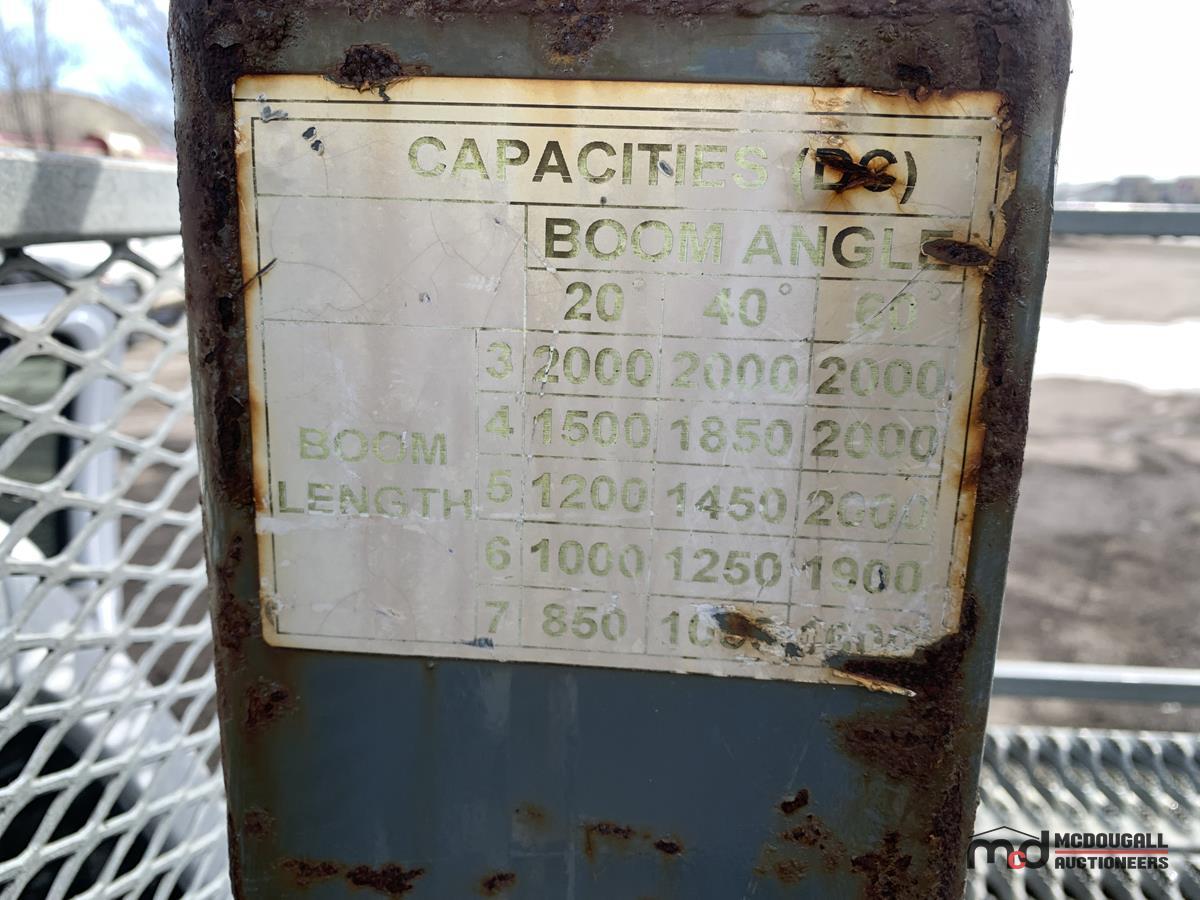 CAPACITIES
BOOM ANGLE
20° 40° 60°
3 2000 2000 2000
4 1500 1850 2000
BOOM
LENGTH
5 1200 1450 2000
6 1000 1250 1900
7 850
mcd MCDOUGALL
AUCTIONEERS